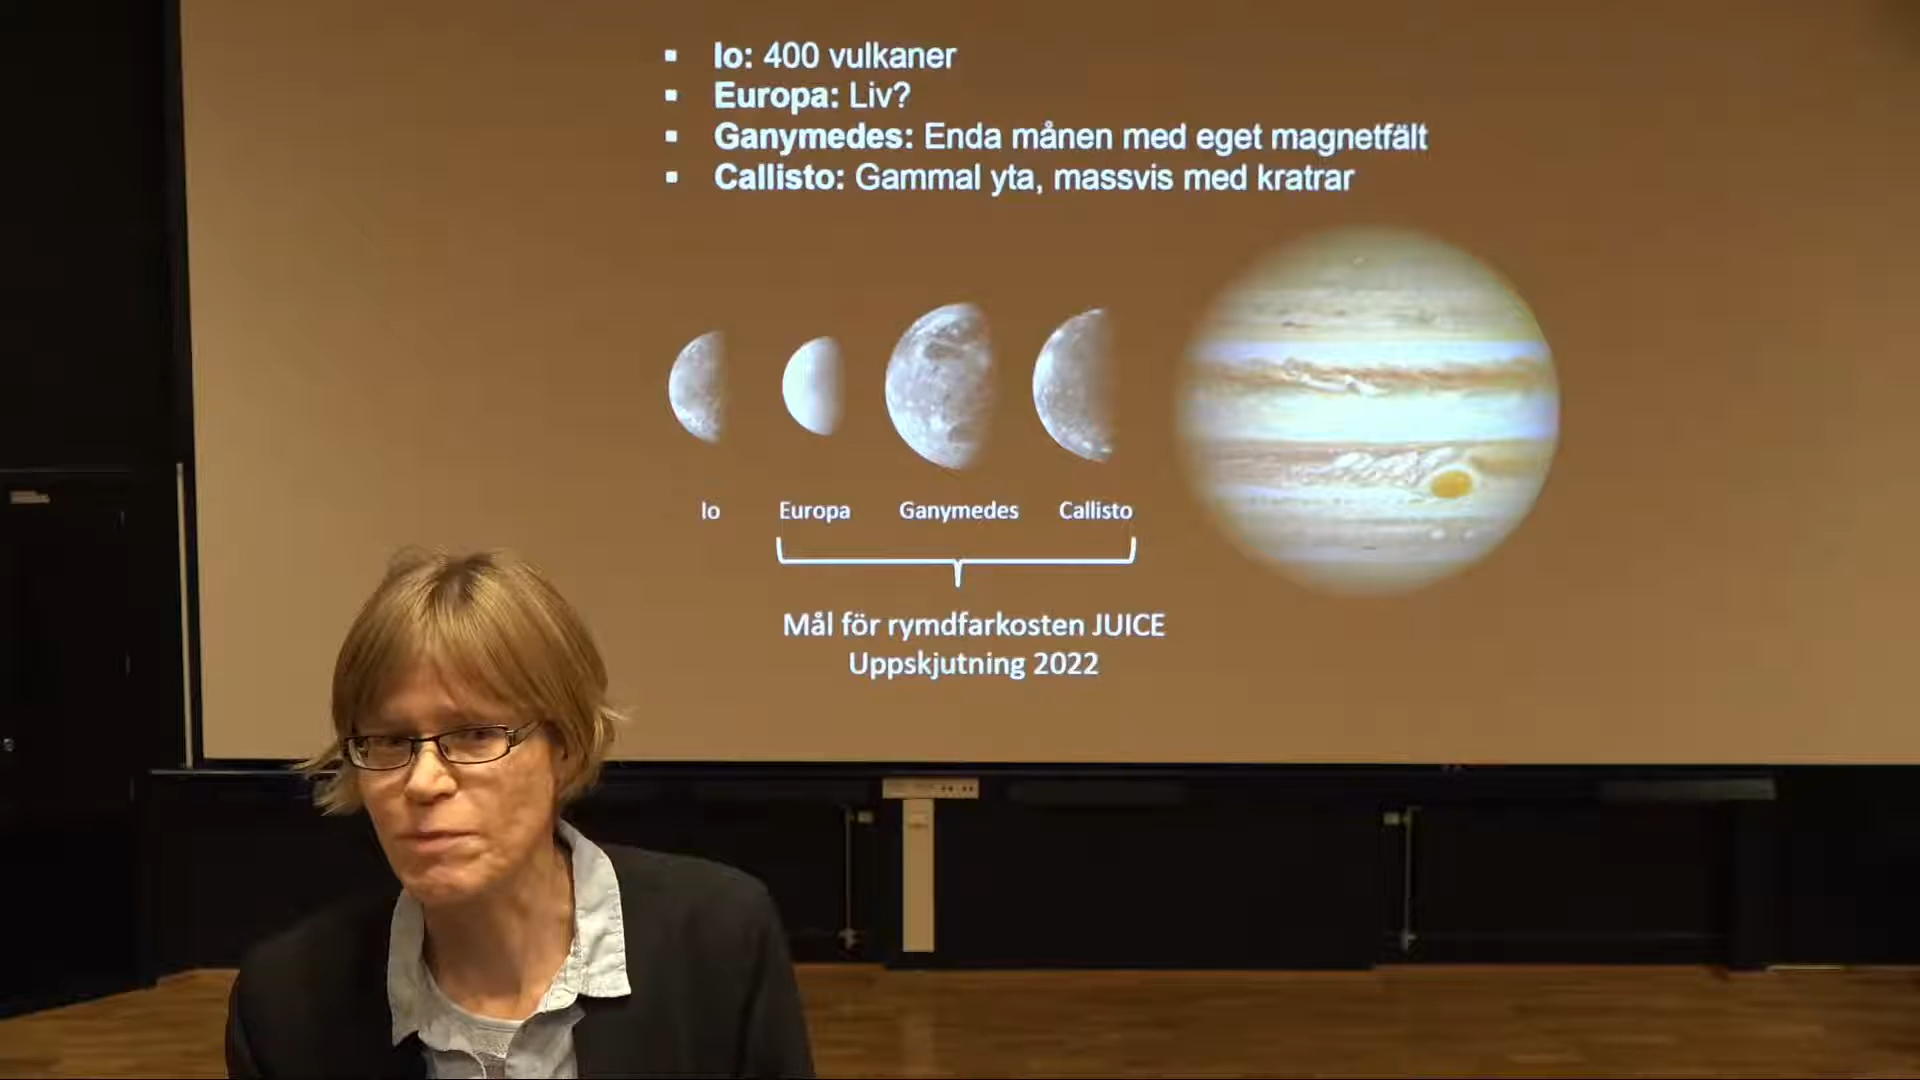 Io: 400 vulkaner
Europa: Liv?
Ganymedes: Enda månen med eget magnetfält
Callisto: Gammal yta, massvis med kratrar
Io Europa Ganymedes Callisto
Mål för rymdfarkosten JUICE
Uppskjutning 2022